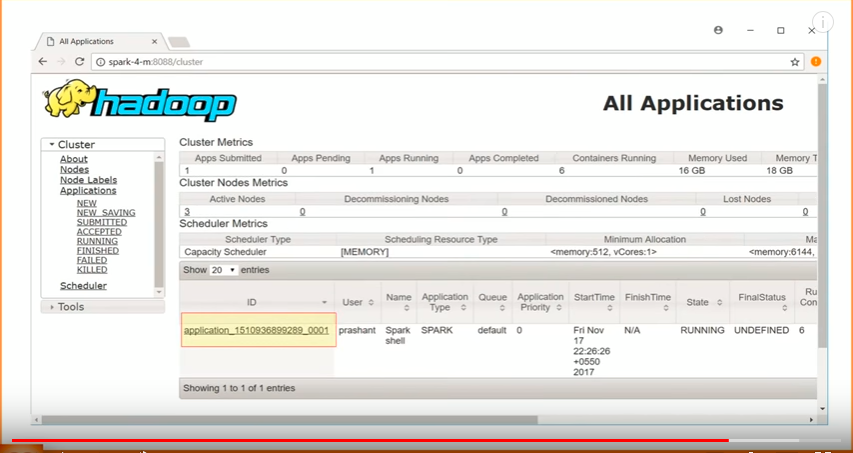 All Applications
spark-4-m:8088/cluster
hadoop
All Applications
Cluster
About
Nodes
Node Labels
Applications
NEW
NEW_SAVING
SUBMITTED
ACCEPTED
RUNNING
FINISHED
FAILED
KILLED
Scheduler
Tools
Cluster Metrics
Apps Submitted Apps Pending Apps Running Apps Completed Containers Running Memory Used Memory T
1 0 1 0 6 16 GB 18 GB
Cluster Nodes Metrics
Active Nodes Decommissioning Nodes Decommissioned Nodes Lost Nodes
3 0 0 0 0
Scheduler Metrics
Scheduler Type Scheduling Resource Type Minimum Allocation Ma
Capacity Scheduler [MEMORY] <memory:512, vCores:1> <memory:6144,
Show 20 entries
ID User Name Application Type Queue Application Priority StartTime FinishTime State FinalStatus Ru Con
application_1510936899289_0001 prashant Spark shell SPARK default 0 Fri Nov 17 22:26:26 +0550 2017 N/A RUNNING UNDEFINED 6
Showing 1 to 1 of 1 entries